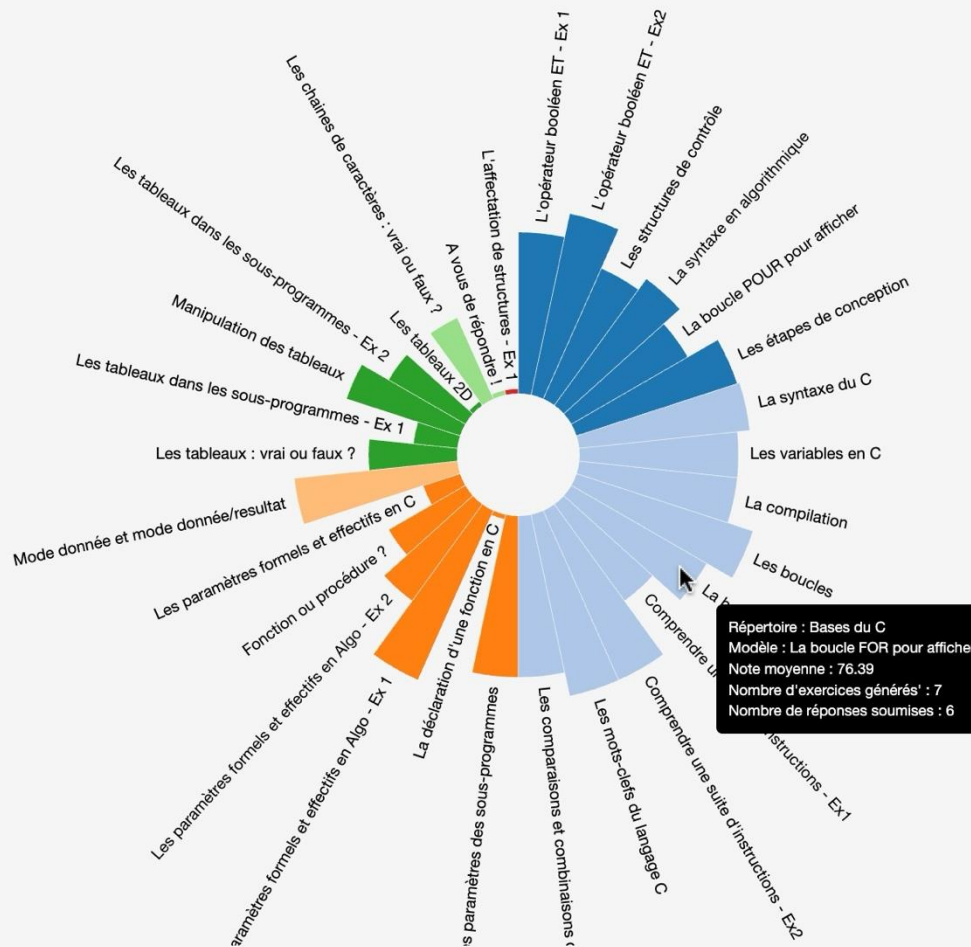 L'opérateur booléen ET - Ex 1
L'opérateur booléen ET - Ex2
Les structures de contrôle
La syntaxe en algorithmique
La boucle POUR pour afficher
Les étapes de conception
La syntaxe du C
Les variables en C
La compilation
Les boucles
La
Répertoire : Bases du C
Modèle : La boucle FOR pour affiche
Note moyenne : 76.39
Nombre d'exercices générés' : 7
Nombre de réponses soumises : 6
Comprendre instructions - Ex1
Comprendre une suite d'instructions - Ex2
Les mots-clefs du langage C
Les comparaisons et combinaisons
paramètres des sous-programmes
La déclaration d'une fonction en C
formels et effectifs en Algo - Ex 1
Les paramètres formels et effectifs en Algo - Ex 2
Fonction ou procédure ?
Les paramètres formels et effectifs en C
Mode donnée et mode donnée/resultat
Les tableaux : vrai ou faux ?
Les tableaux dans les sous-programmes - Ex 1
Manipulation des tableaux
Les tableaux dans les sous-programmes - Ex 2
Les tableaux 2D
Les chaines de caractères : vrai ou faux ?
A vous de répondre !
L'affectation de structures - Ex 1